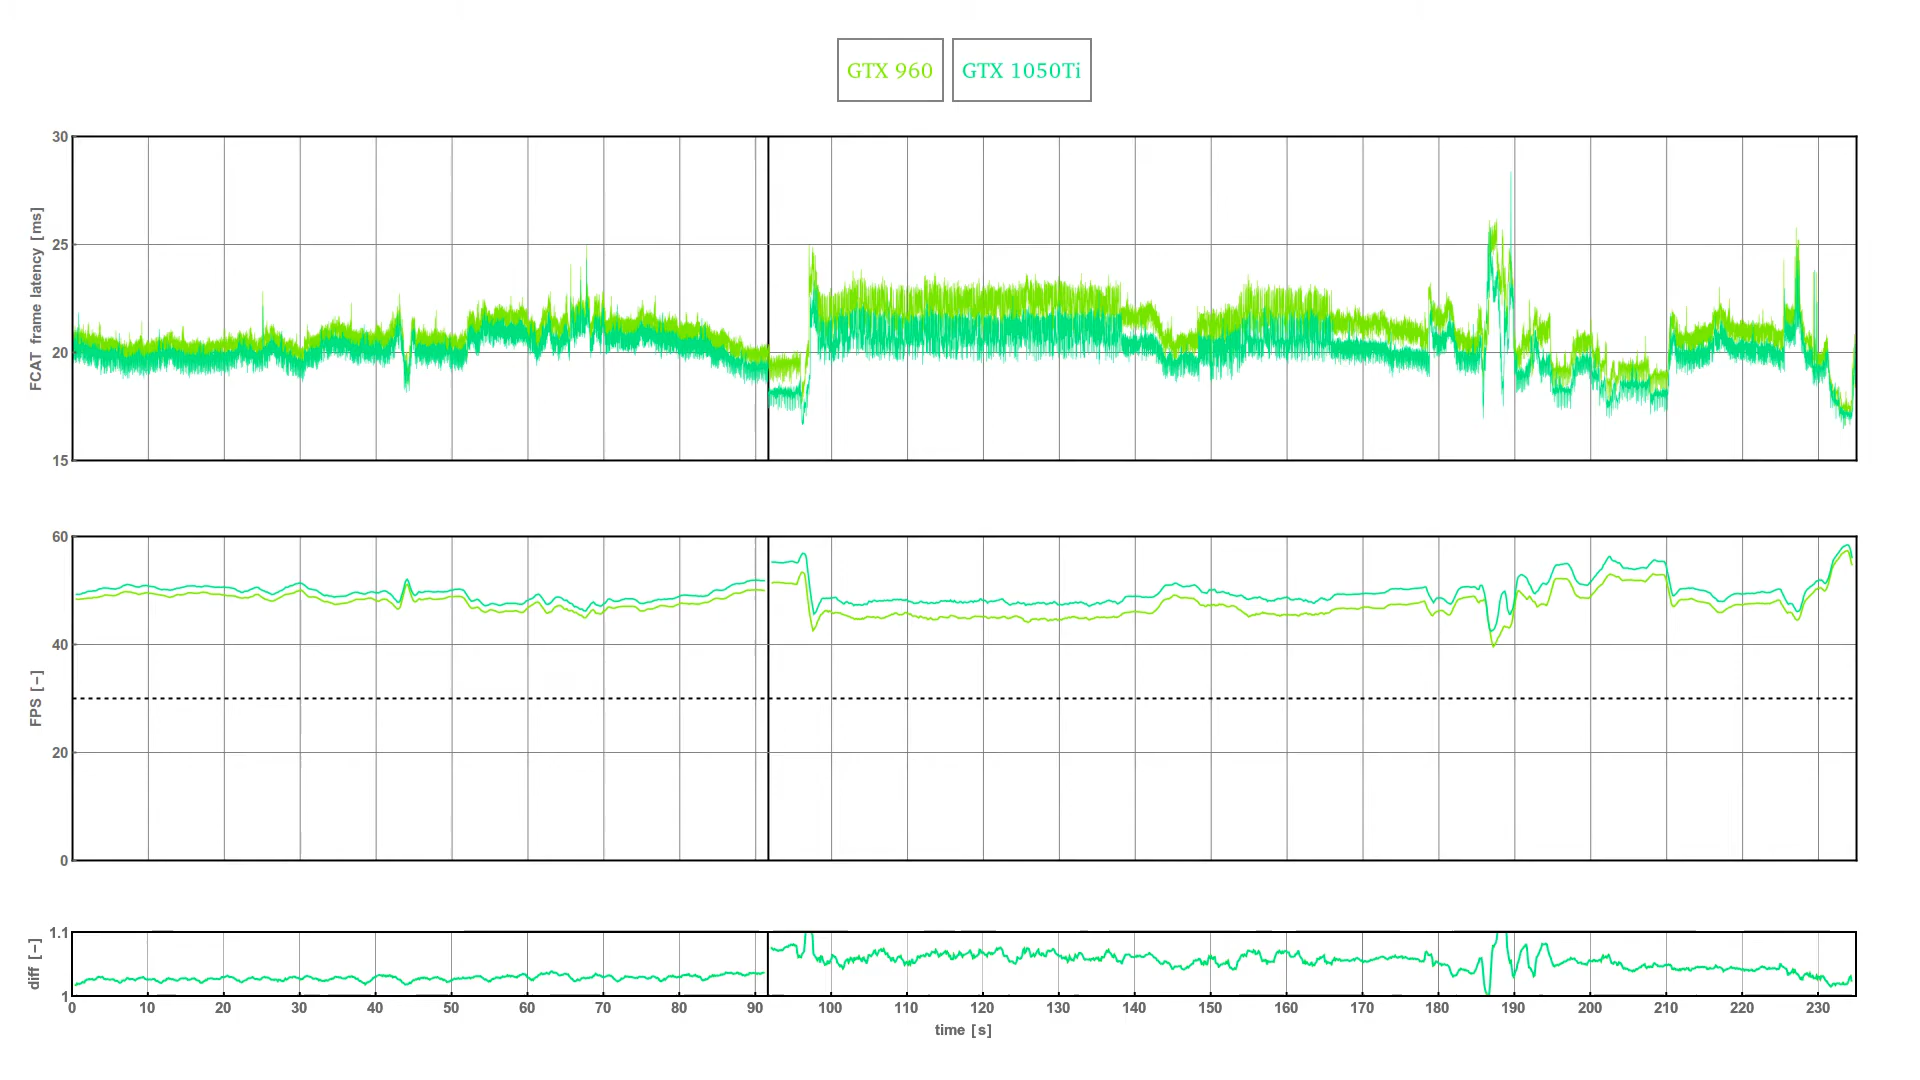 GTX 960 GTX 1050Ti
FCAT frame latency [ms]
30
25
20
15
FPS [−]
60
40
20
0
diff [−]
1.1
1
0 10 20 30 40 50 60 70 80 90 100 110 120 130 140 150 160 170 180 190 200 210 220 230
time [s]